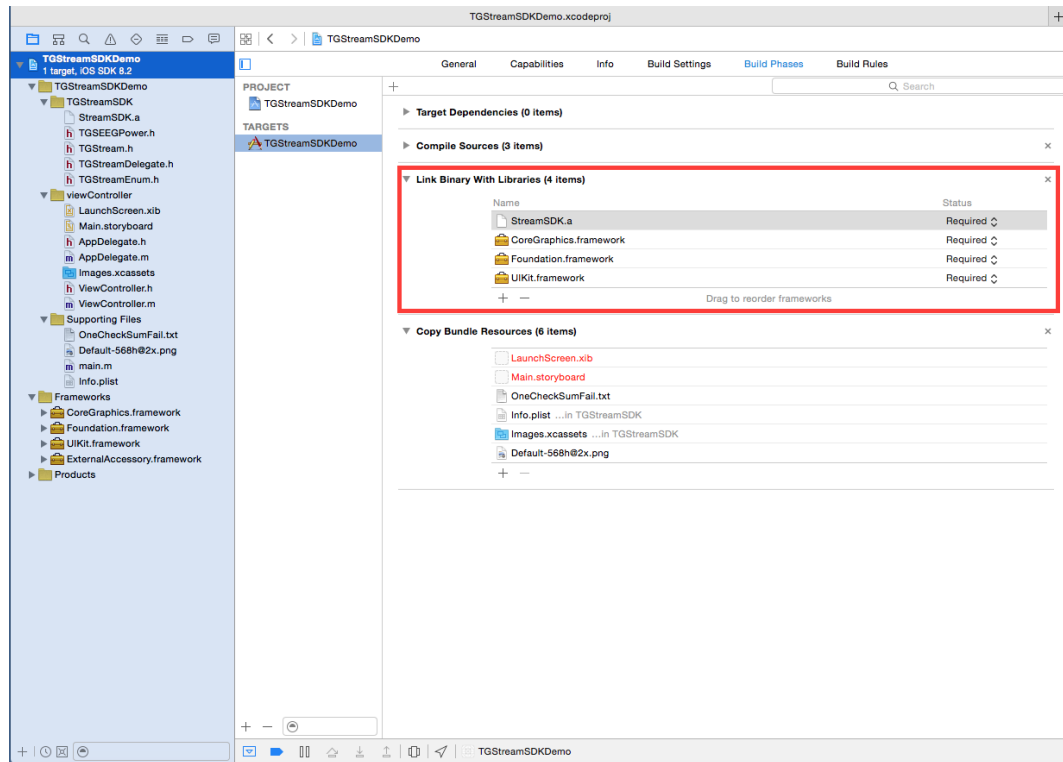 TGStreamSDKDemo.xcodeproj
TGStreamSDKDemo
TGStreamSDKDemo
1 target, iOS SDK 8.2
TGStreamSDKDemo
TGStreamSDK
StreamSDK.a
h TGSEEGPower.h
h TGStream.h
h TGStreamDelegate.h
h TGStreamEnum.h
viewController
LaunchScreen.xib
Main.storyboard
h AppDelegate.h
m AppDelegate.m
Images.xcassets
h ViewController.h
m ViewController.m
Supporting Files
OneCheckSumFail.txt
Default-568h@2x.png
m main.m
Info.plist
Frameworks
CoreGraphics.framework
Foundation.framework
UIKit.framework
ExternalAccessory.framework
Products
PROJECT
TGStreamSDKDemo
TARGETS
TGStreamSDKDemo
General Capabilities Info Build Settings Build Phases Build Rules
Search
Target Dependencies (0 items)
Compile Sources (3 items)
Link Binary With Libraries (4 items)
Name Status
StreamSDK.a Required
CoreGraphics.framework Required
Foundation.framework Required
UIKit.framework Required
Drag to reorder frameworks
Copy Bundle Resources (6 items)
LaunchScreen.xib
Main.storyboard
OneCheckSumFail.txt
Info.plist ...in TGStreamSDK
Images.xcassets ...in TGStreamSDK
Default-568h@2x.png
TGStreamSDKDemo